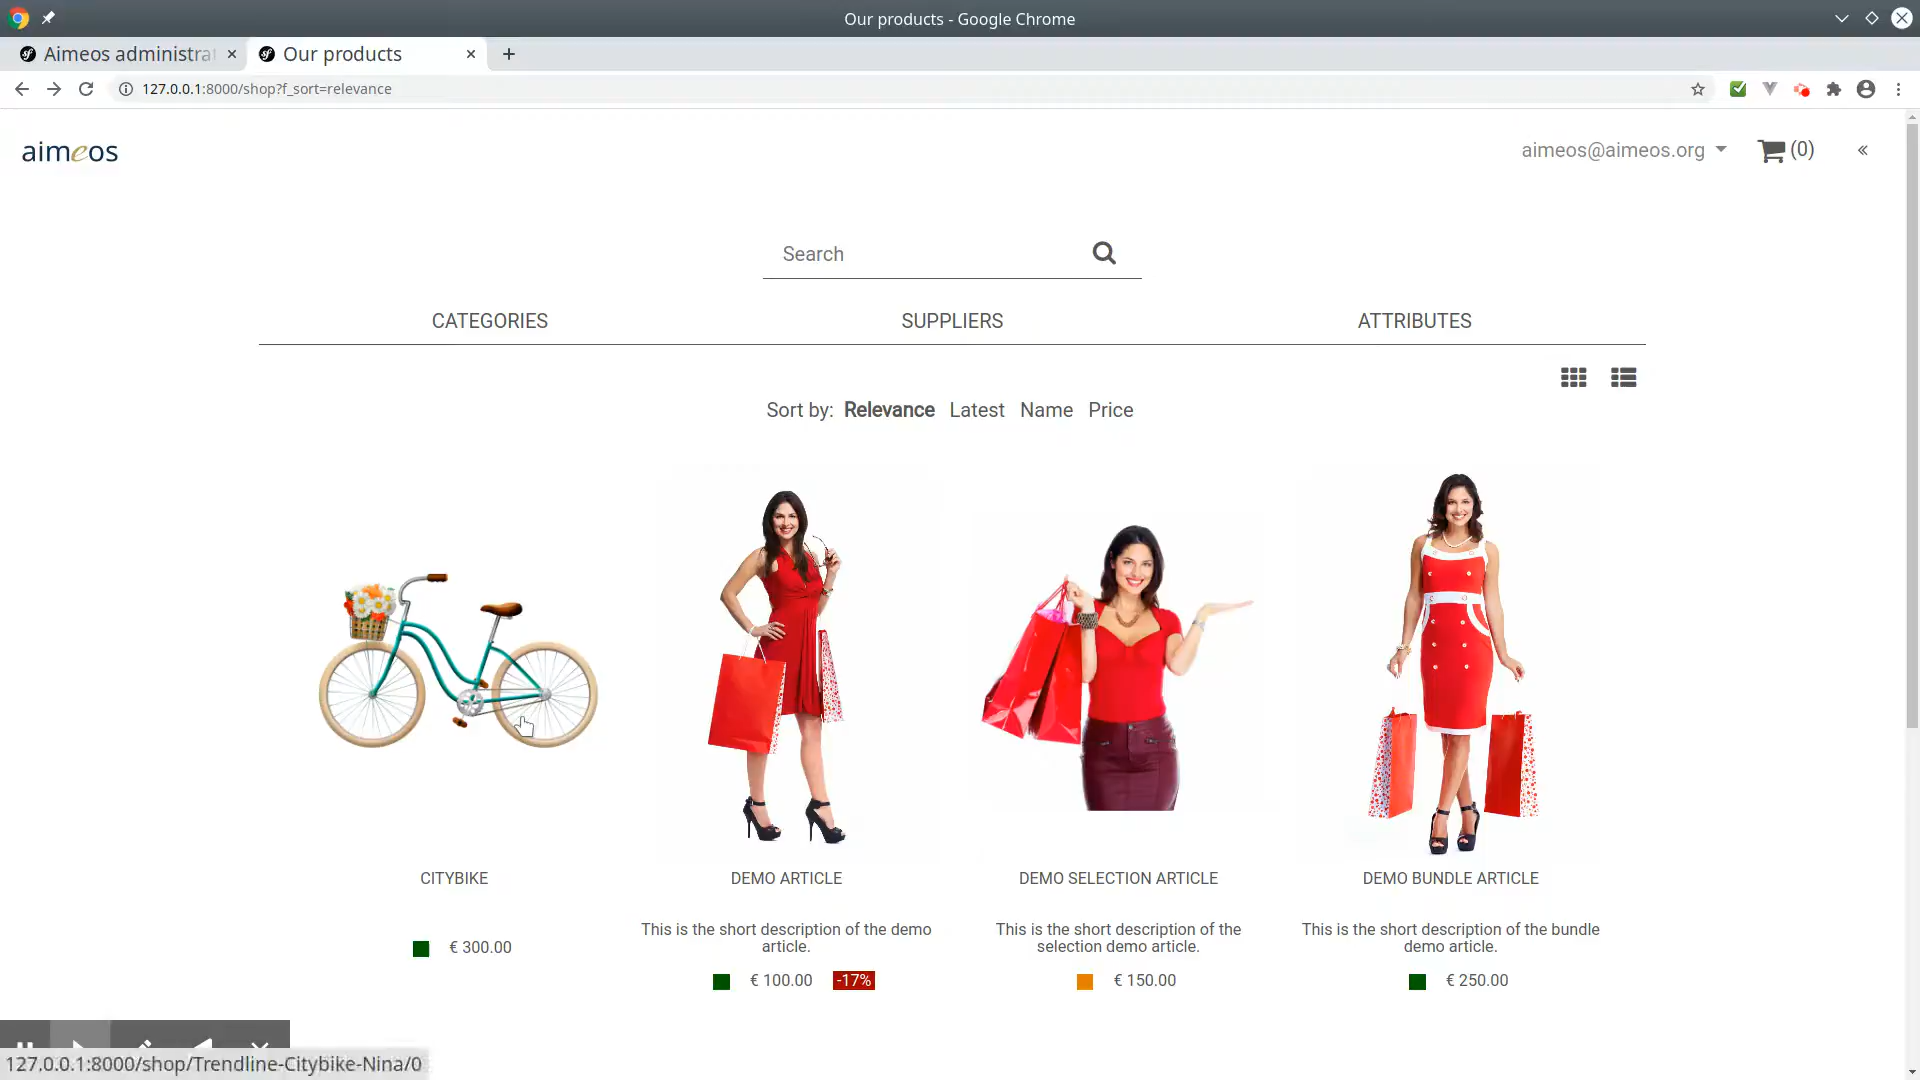 Our products - Google Chrome
Aimeos administra
Our products
127.0.0.1:8000/shop?f_sort=relevance
aimeos
aimeos@aimeos.org
(0)
«
Search
CATEGORIES
SUPPLIERS
ATTRIBUTES
Sort by: Relevance Latest Name Price
CITYBIKE
€ 300.00
DEMO ARTICLE
This is the short description of the demo
article.
€ 100.00
-17%
DEMO SELECTION ARTICLE
This is the short description of the
selection demo article.
€ 150.00
DEMO BUNDLE ARTICLE
This is the short description of the bundle
demo article.
€ 250.00
127.0.0.1:8000/shop/Trendline-Citybike-Nina/0